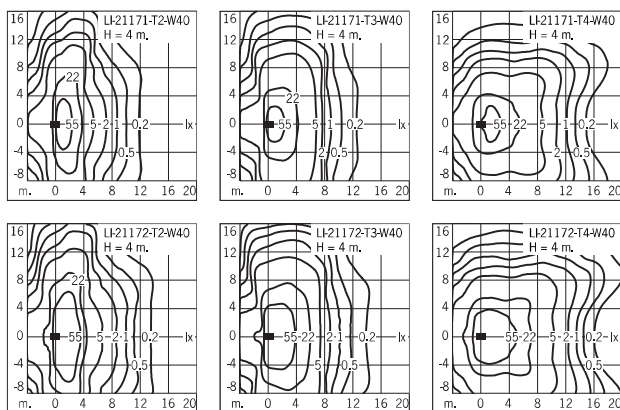 16 LI-21171-T2-W40
12 H = 4 m.
8
22
4
0 55 5 2 1 0.2 lx
-4 0.5
-8
m. 0 4 8 12 16 20
16 LI-21171-T3-W40
12 H = 4 m.
8
22
4
0 55 5 1 0.2 lx
-4 2 0.5
-8
m. 0 4 8 12 16 20
16 LI-21171-T4-W40
12 H = 4 m.
8
4
0 55 22 5 1 0.2 lx
-4 2 0.5
-8
m. 0 4 8 12 16 20
16 LI-21172-T2-W40
12 H = 4 m.
8
22
4
0 55 5 2 1 0.2 lx
-4 0.5
-8
m. 0 4 8 12 16 20
16 LI-21172-T3-W40
12 H = 4 m.
8
4
0 55 22 2 1 0.2 lx
-4 5 0.5
-8
m. 0 4 8 12 16 20
16 LI-21172-T4-W40
12 H = 4 m.
8
4
0 55 22 5 2 1 0.2 lx
-4 0.5
-8
m. 0 4 8 12 16 20